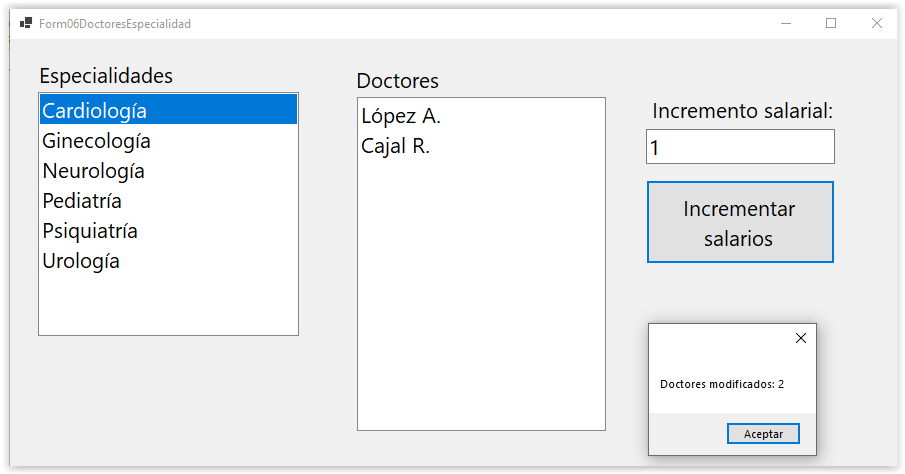 Form06DoctoresEspecialidad
Especialidades
Cardiología
Ginecología
Neurología
Pediatría
Psiquiatría
Urología
Doctores
López A.
Cajal R.
Incremento salarial:
1
Incrementar
salarios
Doctores modificados: 2
Aceptar